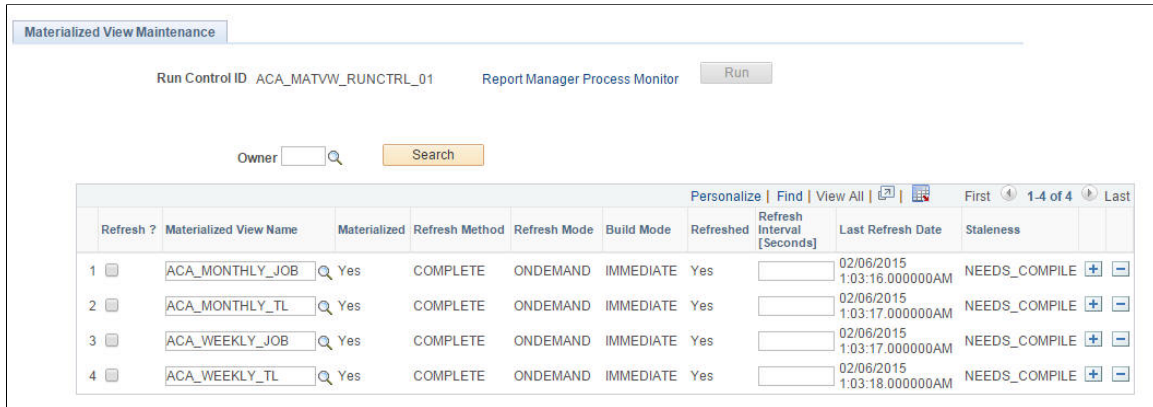 Materialized View Maintenance
Run Control ID ACA_MATVW_RUNCTRL_01 Report Manager Process Monitor Run
Owner Search
Personalize | Find | View All | | First 1-4 of 4 Last
Refresh ? Materialized View Name Materialized Refresh Method Refresh Mode Build Mode Refreshed Refresh Interval [Seconds] Last Refresh Date Staleness
1 ACA_MONTHLY_JOB Yes COMPLETE ONDEMAND IMMEDIATE Yes 02/06/2015 1:03:16.000000AM NEEDS_COMPILE + −
2 ACA_MONTHLY_TL Yes COMPLETE ONDEMAND IMMEDIATE Yes 02/06/2015 1:03:17.000000AM NEEDS_COMPILE + −
3 ACA_WEEKLY_JOB Yes COMPLETE ONDEMAND IMMEDIATE Yes 02/06/2015 1:03:17.000000AM NEEDS_COMPILE + −
4 ACA_WEEKLY_TL Yes COMPLETE ONDEMAND IMMEDIATE Yes 02/06/2015 1:03:18.000000AM NEEDS_COMPILE + −